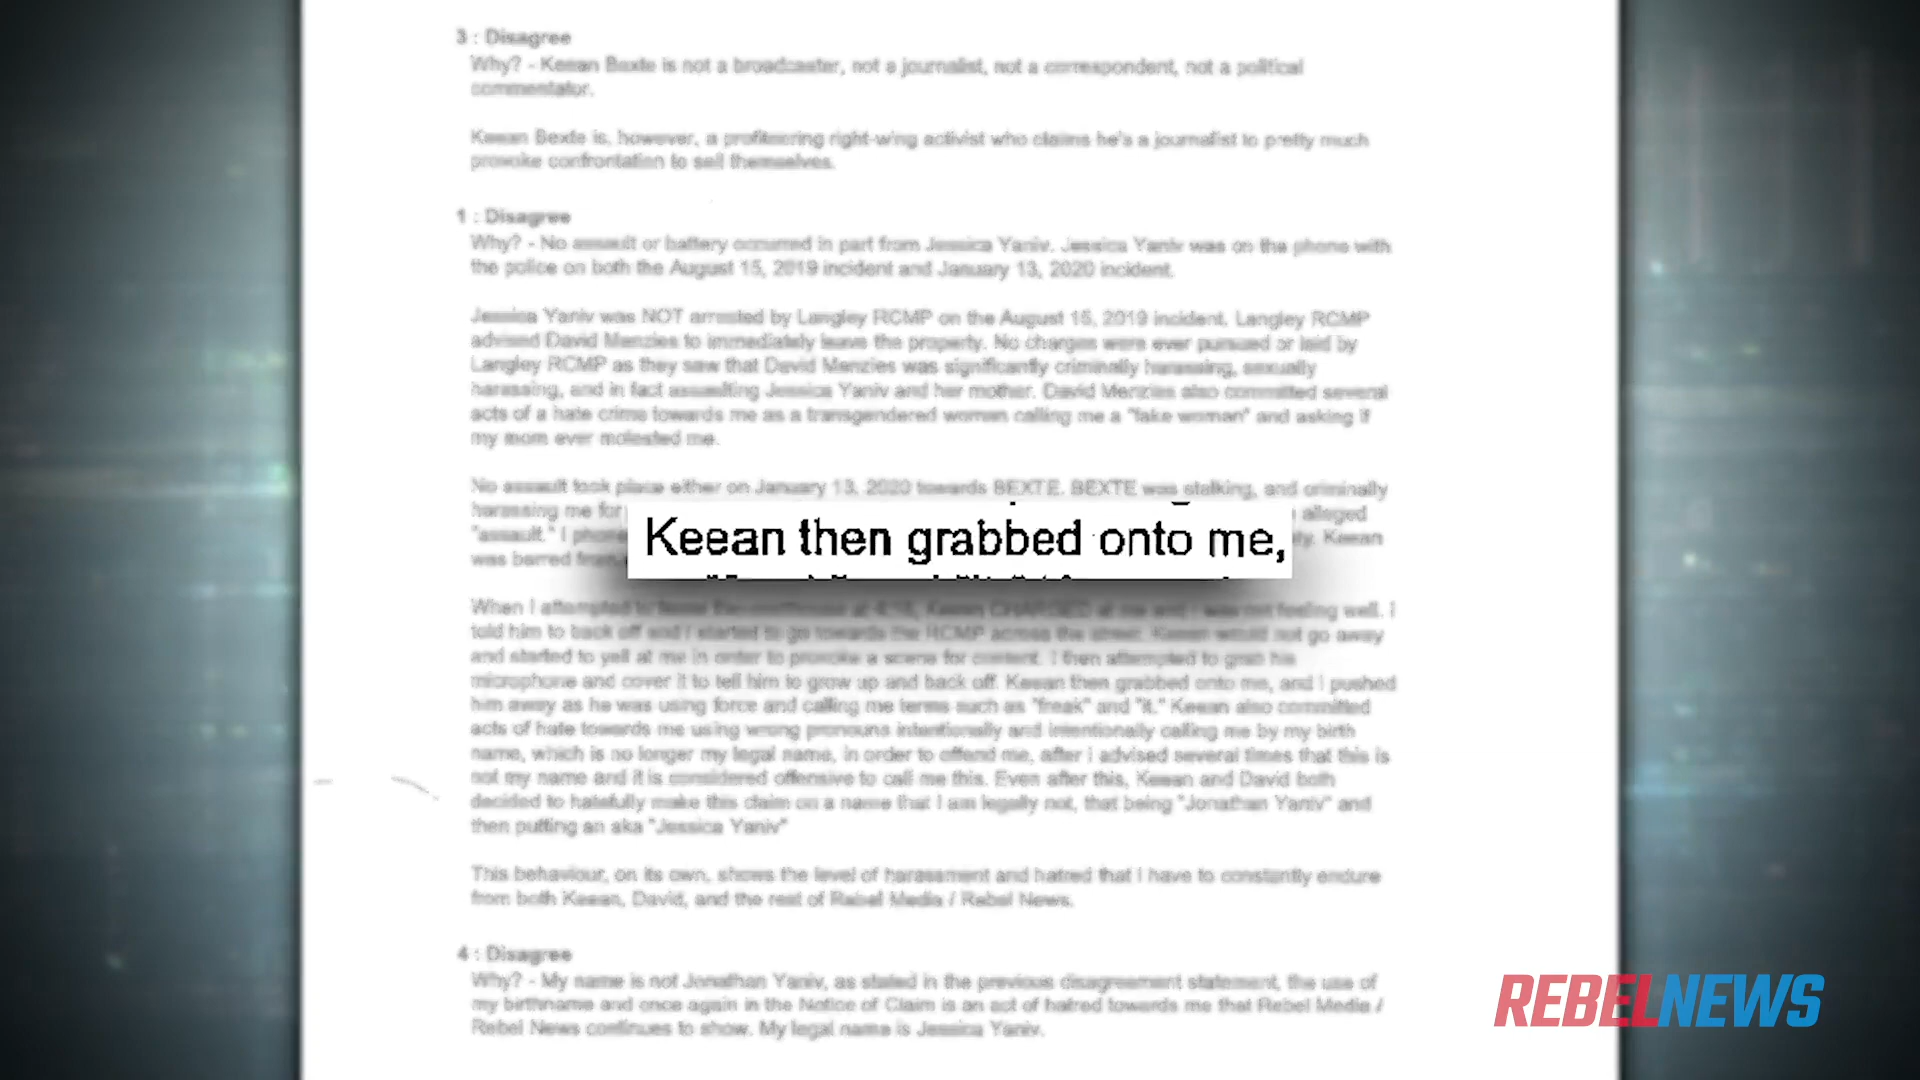 3 : Disagree
Why? - Keean Bexte is not a broadcaster, not a journalist, not a correspondent, not a political
commentator.
Keean Bexte is, however, a profiteering right-wing activist who claims he's a journalist to pretty much
provoke confrontation to sell themselves.
1 : Disagree
Why? - No assault or battery occurred in part from Jessica Yaniv. Jessica Yaniv was on the phone with
the police on both the August 15, 2019 incident and January 13, 2020 incident.
Jessica Yaniv was NOT arrested by Langley RCMP on the August 15, 2019 incident. Langley RCMP
advised David Menzies to immediately leave the property. No charges were ever pursued or laid by
Langley RCMP as they saw that David Menzies was significantly criminally harassing, sexually
harassing, and in fact assaulting Jessica Yaniv and her mother. David Menzies also committed several
acts of a hate crime towards me as a transgendered woman calling me a "fake woman" and asking if
my mom ever molested me.
No assault took place either on January 13, 2020 towards BEXTE. BEXTE was stalking, and criminally
harassing me for alleged
"assault." I Keean
was barred from
Keean then grabbed onto me,
When I attempted to leave the courthouse at Keean CHARGED at me and I was not feeling well. I
told him to back off and I started to go towards the RCMP across the street. Keean would not go away
and started to yell at me in order to provoke a scene for content. I then attempted to grab his
microphone and cover it to tell him to grow up and back off. Keean then grabbed onto me, and I pushed
him away as he was using force and calling me terms such as "freak" and "it." Keean also committed
acts of hate towards me using wrong pronouns intentionally and intentionally calling me by my birth
name, which is no longer my legal name, in order to offend me, after I advised several times that this is
not my name and it is considered offensive to call me this. Even after this, Keean and David both
decided to hatefully make this claim on a name that I am legally not, that being "Jonathan Yaniv" and
then putting an aka "Jessica Yaniv"
This behaviour, on its own, shows the level of harassment and hatred that I have to constantly endure
from both Keean, David, and the rest of Rebel Media / Rebel News.
4 : Disagree
Why? - My name is not Jonathan Yaniv, as stated in the previous disagreement statement, the use of
my birthname and once again in the Notice of Claim is an act of hatred towards me that Rebel Media /
Rebel News continues to show. My legal name is Jessica Yaniv.
REBELNEWS